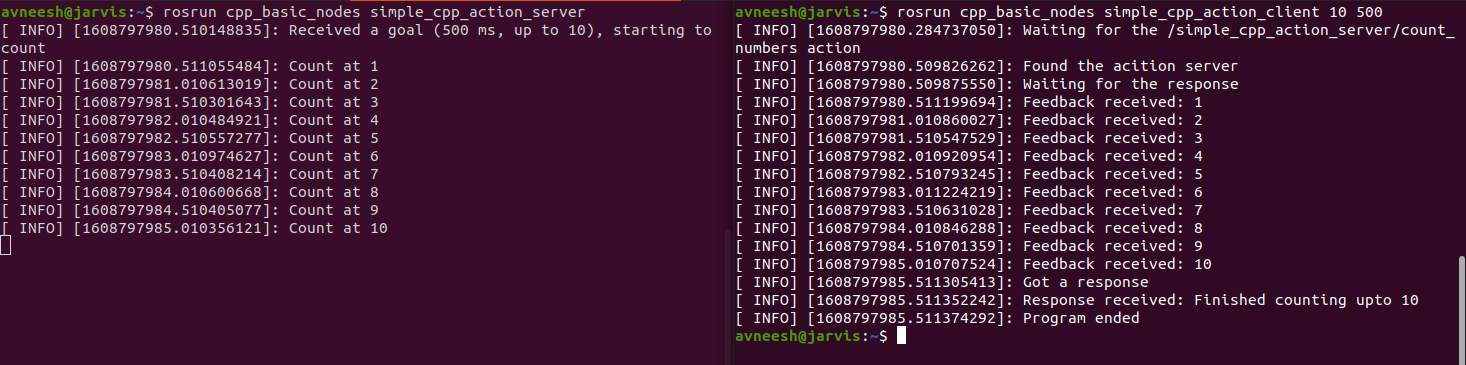 avneesh@jarvis:~$ rosrun cpp_basic_nodes simple_cpp_action_server
[ INFO] [1608797980.510148835]: Received a goal (500 ms, up to 10), starting to
count
[ INFO] [1608797980.511055484]: Count at 1
[ INFO] [1608797981.010613019]: Count at 2
[ INFO] [1608797981.510301643]: Count at 3
[ INFO] [1608797982.010484921]: Count at 4
[ INFO] [1608797982.510557277]: Count at 5
[ INFO] [1608797983.010974627]: Count at 6
[ INFO] [1608797983.510408214]: Count at 7
[ INFO] [1608797984.010600668]: Count at 8
[ INFO] [1608797984.510405077]: Count at 9
[ INFO] [1608797985.010356121]: Count at 10
avneesh@jarvis:~$ rosrun cpp_basic_nodes simple_cpp_action_client 10 500
[ INFO] [1608797980.284737050]: Waiting for the /simple_cpp_action_server/count_
numbers action
[ INFO] [1608797980.509826262]: Found the acition server
[ INFO] [1608797980.509875550]: Waiting for the response
[ INFO] [1608797980.511199694]: Feedback received: 1
[ INFO] [1608797981.010860027]: Feedback received: 2
[ INFO] [1608797981.510547529]: Feedback received: 3
[ INFO] [1608797982.010920954]: Feedback received: 4
[ INFO] [1608797982.510793245]: Feedback received: 5
[ INFO] [1608797983.011224219]: Feedback received: 6
[ INFO] [1608797983.510631028]: Feedback received: 7
[ INFO] [1608797984.010846288]: Feedback received: 8
[ INFO] [1608797984.510701359]: Feedback received: 9
[ INFO] [1608797985.010707524]: Feedback received: 10
[ INFO] [1608797985.511305413]: Got a response
[ INFO] [1608797985.511352242]: Response received: Finished counting upto 10
[ INFO] [1608797985.511374292]: Program ended
avneesh@jarvis:~$